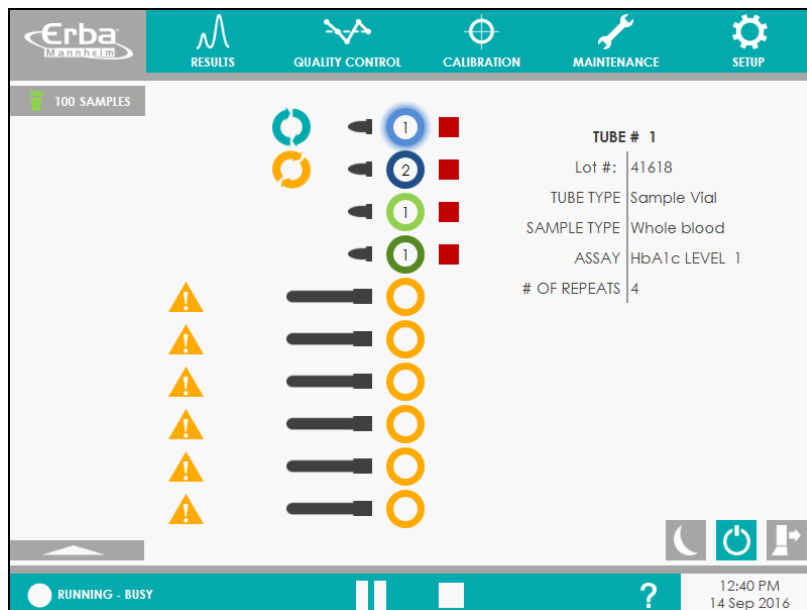 Erba
Mannheim
RESULTS
QUALITY CONTROL
CALIBRATION
MAINTENANCE
SETUP
100 SAMPLES
1
2
1
1
TUBE # 1
Lot #: 41618
TUBE TYPE Sample Vial
SAMPLE TYPE Whole blood
ASSAY HbA1c LEVEL 1
# OF REPEATS 4
RUNNING - BUSY
?
12:40 PM
14 Sep 2016